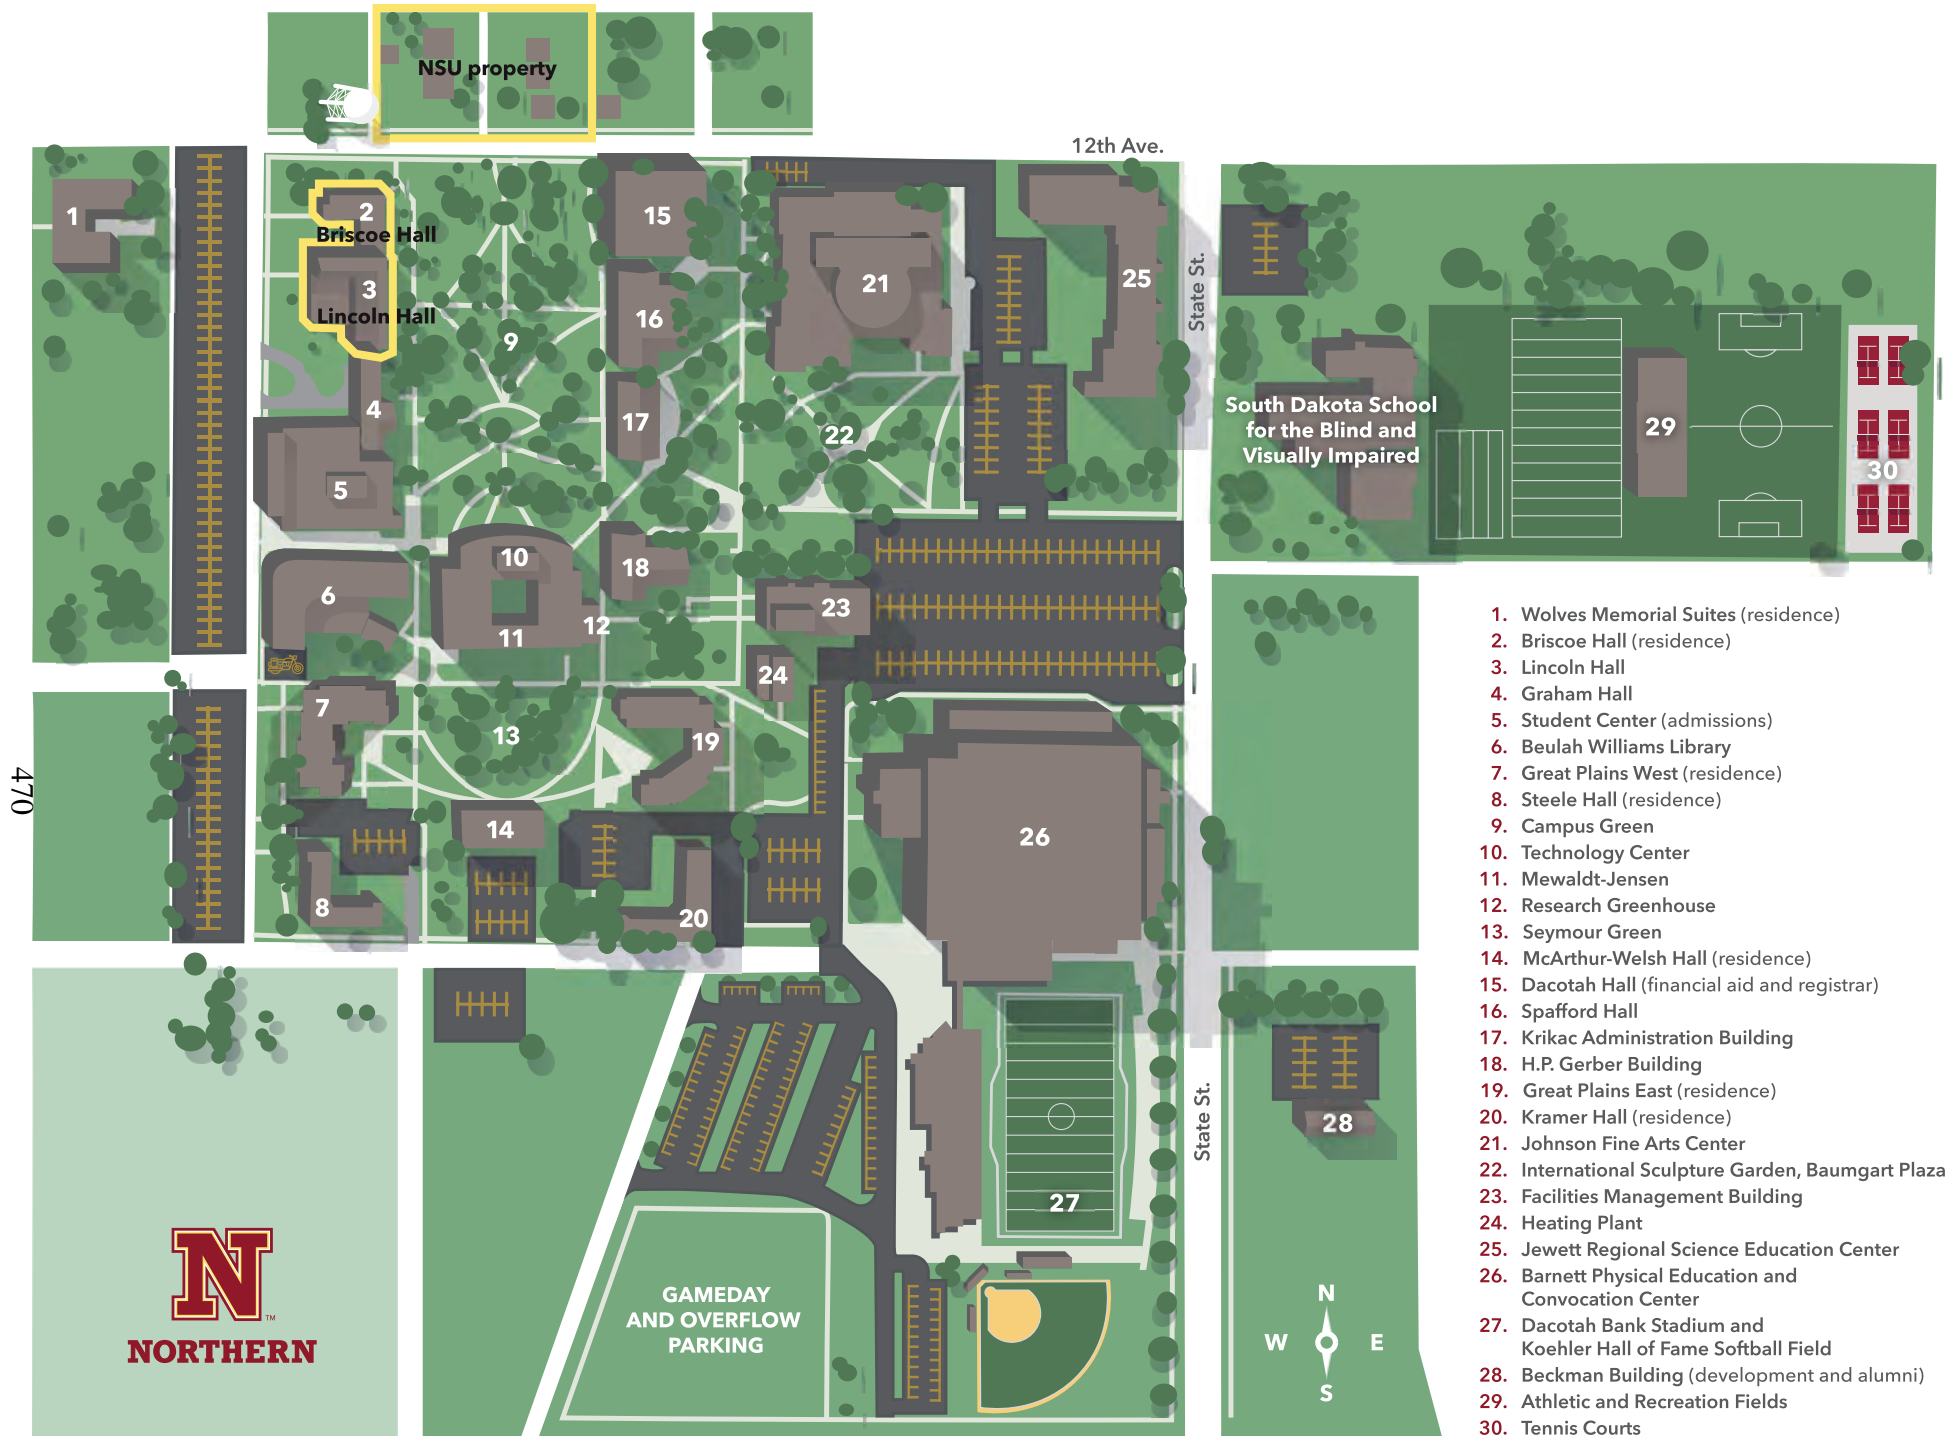 NSU property
12th Ave.
1
2
Briscoe Hall
3
Lincoln Hall
4
5
6
7
8
9
10
11
12
13
14
15
16
17
18
19
20
21
22
23
24
25
26
27
28
29
30
State St.
South Dakota School
for the Blind and
Visually Impaired
State St.
470
GAMEDAY
AND OVERFLOW
PARKING
N
TM
NORTHERN
N
W E
S
1. Wolves Memorial Suites (residence)
2. Briscoe Hall (residence)
3. Lincoln Hall
4. Graham Hall
5. Student Center (admissions)
6. Beulah Williams Library
7. Great Plains West (residence)
8. Steele Hall (residence)
9. Campus Green
10. Technology Center
11. Mewaldt-Jensen
12. Research Greenhouse
13. Seymour Green
14. McArthur-Welsh Hall (residence)
15. Dacotah Hall (financial aid and registrar)
16. Spafford Hall
17. Krikac Administration Building
18. H.P. Gerber Building
19. Great Plains East (residence)
20. Kramer Hall (residence)
21. Johnson Fine Arts Center
22. International Sculpture Garden, Baumgart Plaza
23. Facilities Management Building
24. Heating Plant
25. Jewett Regional Science Education Center
26. Barnett Physical Education and
Convocation Center
27. Dacotah Bank Stadium and
Koehler Hall of Fame Softball Field
28. Beckman Building (development and alumni)
29. Athletic and Recreation Fields
30. Tennis Courts